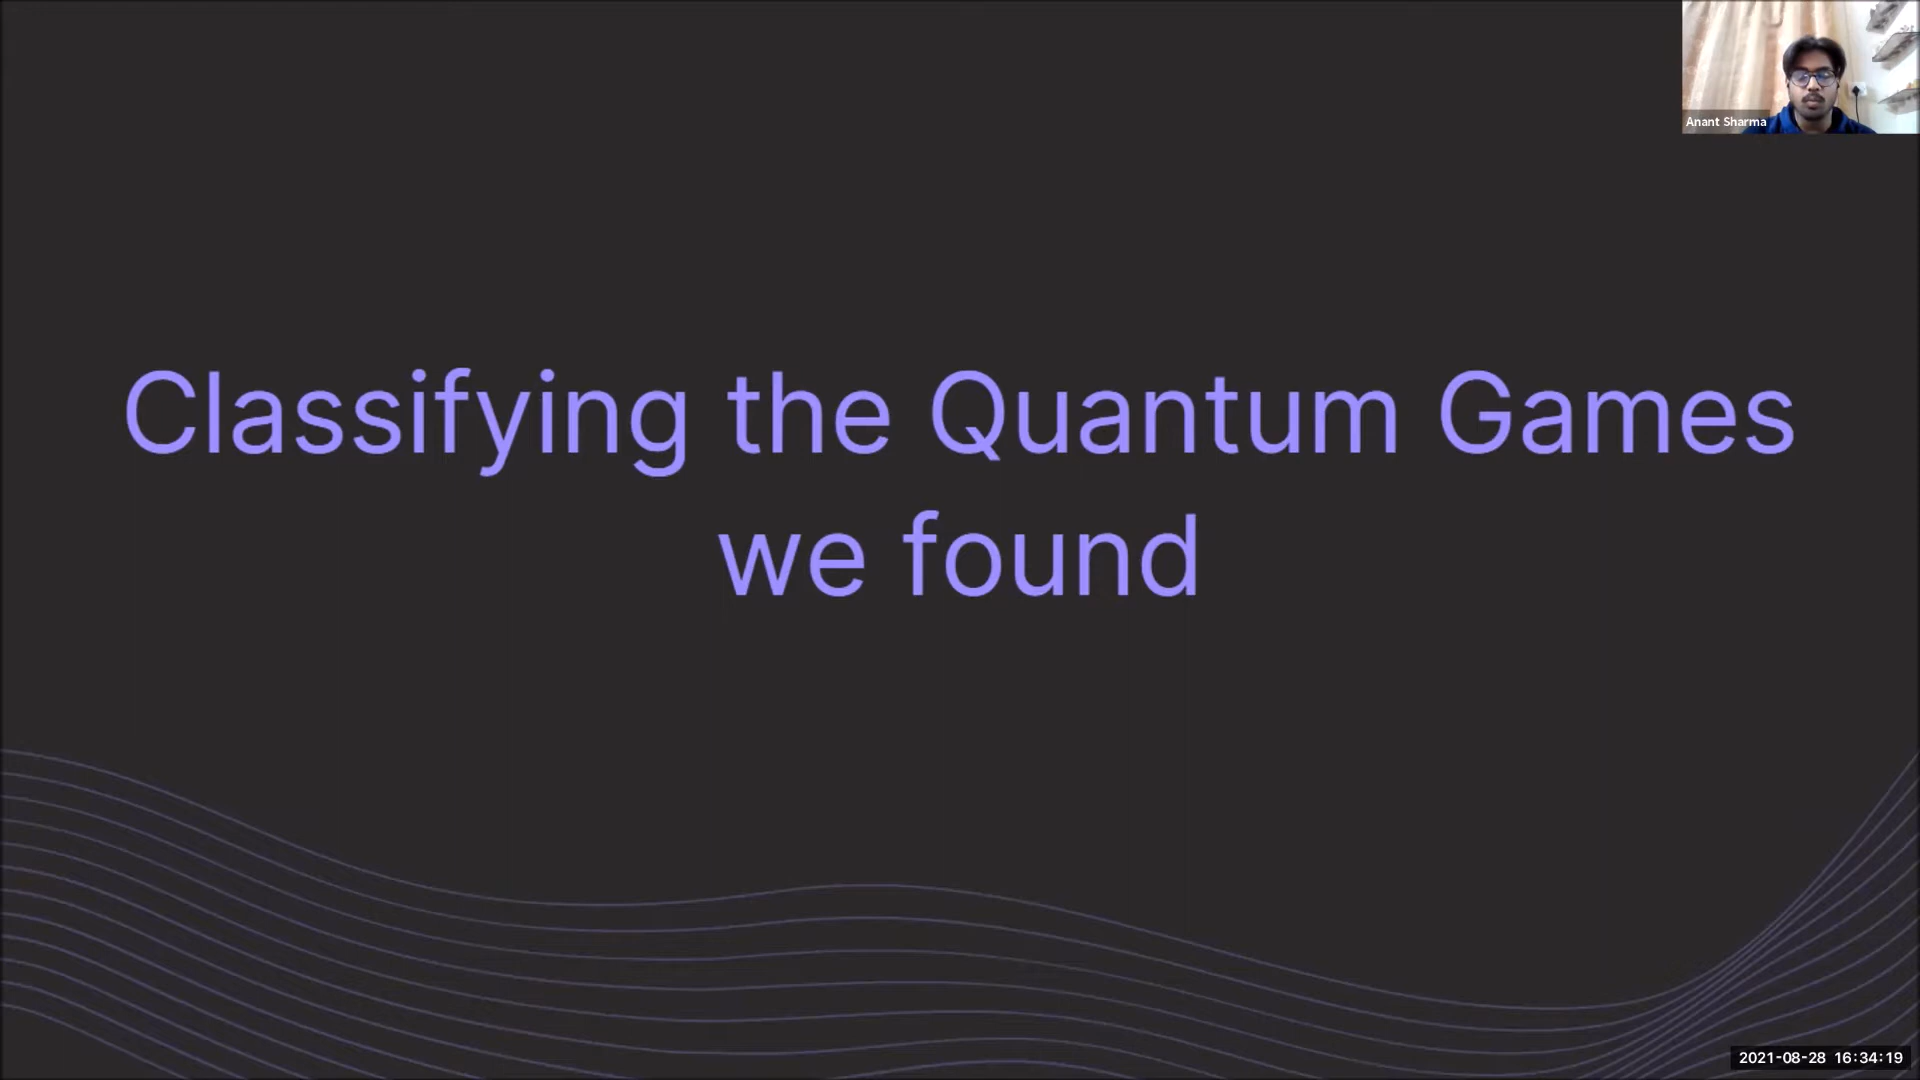 Anant Sharma
Classifying the Quantum Games
we found
2021-08-28 16:34:19